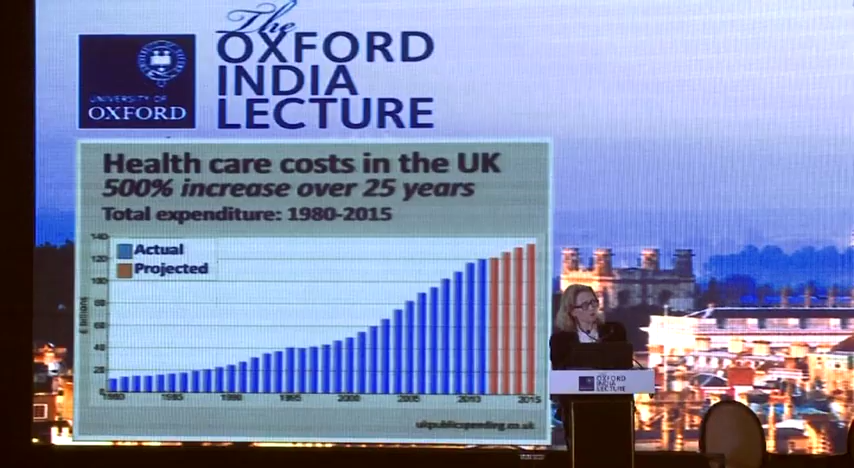 The
OXFORD
INDIA
LECTURE
UNIVERSITY OF
OXFORD
Health care costs in the UK
500% increase over 25 years
Total expenditure: 1980-2015
Actual
Projected
£ billions
140
120
100
80
60
40
20
0
1980 1985 1990 1995 2000 2005 2010 2015
ukpublicspending.co.uk
OXFORD
INDIA
LECTURE